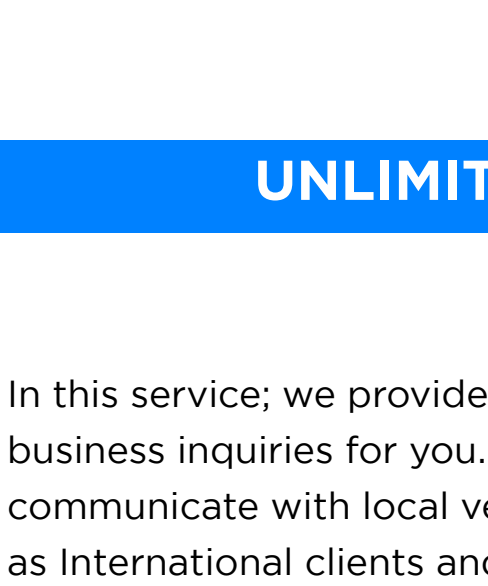 UNLIMIT
In this service; we provide
business inquiries for you.
communicate with local ve
as International clients and